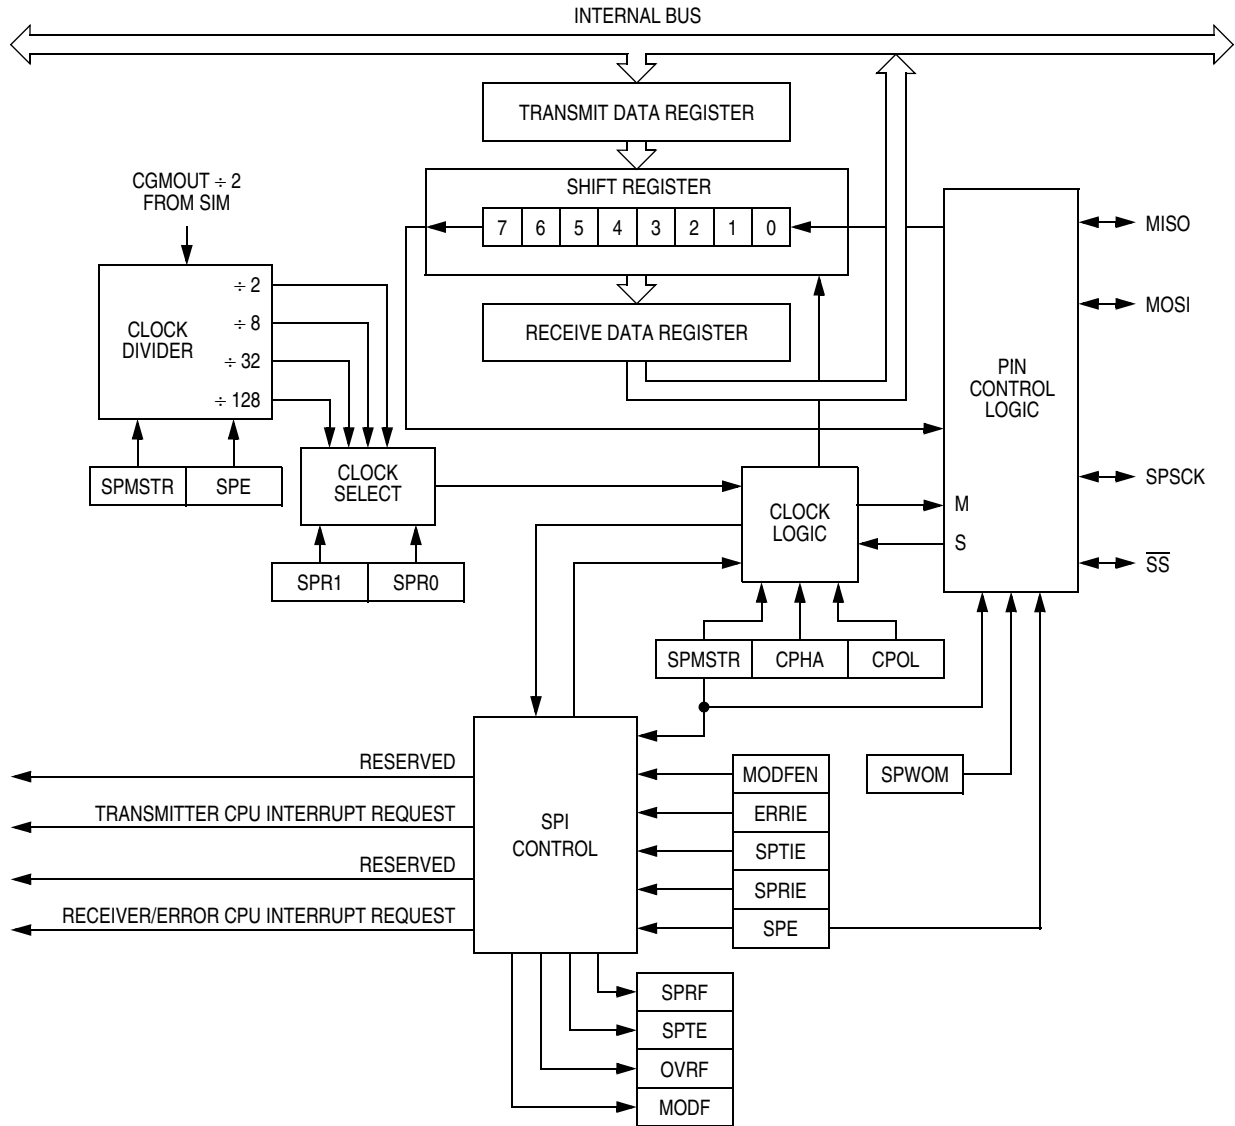 INTERNAL BUS
TRANSMIT DATA REGISTER
CGMOUT ÷ 2
FROM SIM
SHIFT REGISTER
7 6 5 4 3 2 1 0
MISO
÷ 2
÷ 8
÷ 32
÷ 128
CLOCK
DIVIDER
RECEIVE DATA REGISTER
MOSI
PIN
CONTROL
LOGIC
SPMSTR SPE
CLOCK
SELECT
SPSCK
CLOCK
LOGIC
M
S
SS
SPR1 SPR0
SPMSTR CPHA CPOL
RESERVED
TRANSMITTER CPU INTERRUPT REQUEST
RESERVED
RECEIVER/ERROR CPU INTERRUPT REQUEST
SPI
CONTROL
MODFEN
ERRIE
SPTIE
SPRIE
SPE
SPWOM
SPRF
SPTE
OVRF
MODF